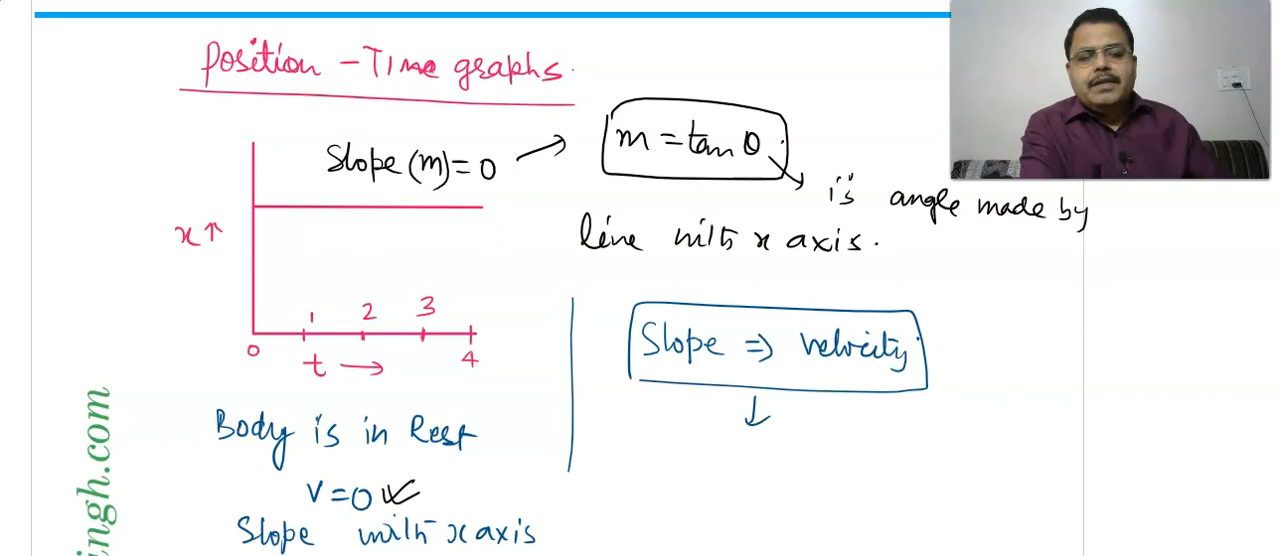 Position - Time graphs.
Slope (m) = 0
m = tan θ
is angle made by
line with x axis.
x↑
0 1 2 3 4
t →
Slope ⇒ velocity
↓
Body is in Rest
V = 0
Slope with x axis
ingh.com